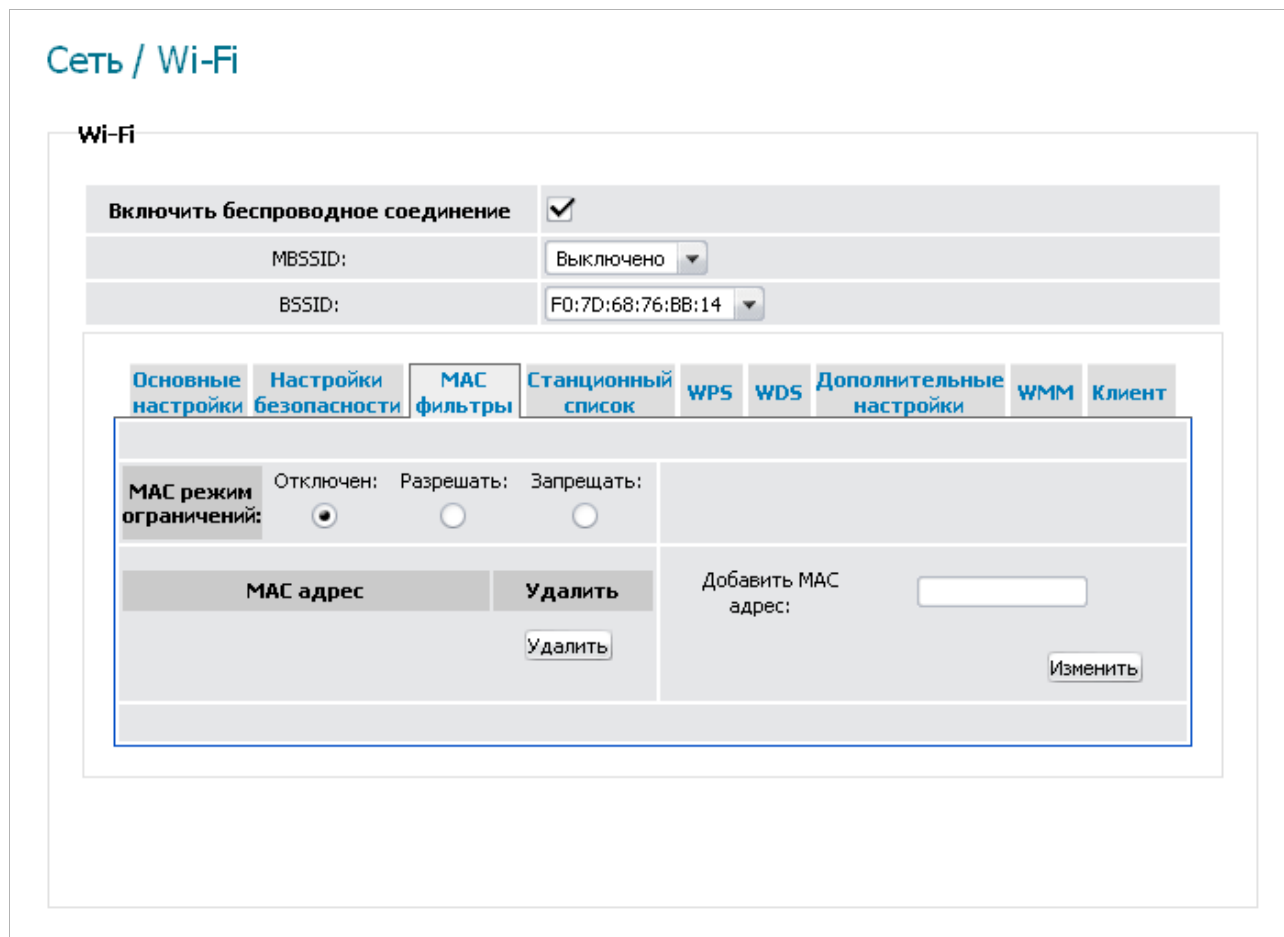 Сеть / Wi-Fi
Wi-Fi
Включить беспроводное соединение
MBSSID: Выключено
BSSID: F0:7D:68:76:BB:14
Основные настройки Настройки безопасности MAC фильтры Станционный список WPS WDS Дополнительные настройки WMM Клиент
MAC режим ограничений: Отключен: Разрешать: Запрещать:
MAC адрес Удалить
Добавить MAC адрес:
Удалить
Изменить